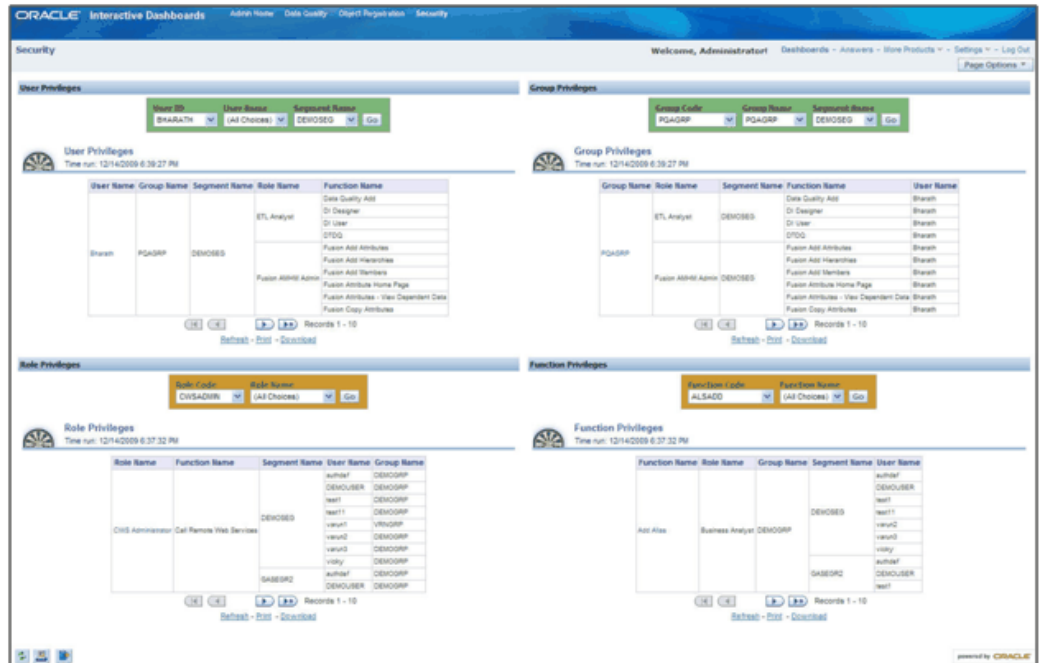 ORACLE Interactive Dashboards Admin Home Data Quality Object Registration Security
Security
Welcome, Administrator! Dashboards - Answers - More Products - Settings - Log Out
Page Options
User Privileges
User ID User Name Segment Name
BHARATH (All Choices) DEMOSEG Go
User Privileges
Time run: 12/14/2009 6:39:27 PM
User Name Group Name Segment Name Role Name Function Name
Bharath PQAGRP DEMOSEG
ETL Analyst
Data Quality Add
DI Designer
DI User
DTDQ
Fusion AMHM Admin
Fusion Add Attributes
Fusion Add Hierarchies
Fusion Add Members
Fusion Attribute Home Page
Fusion Attributes - View Dependent Data
Fusion Copy Attributes
Records 1 - 10
Refresh - Print - Download
Group Privileges
Group Code Group Name Segment Name
PQAGRP PQAGRP DEMOSEG Go
Group Privileges
Time run: 12/14/2009 6:39:27 PM
Group Name Role Name Segment Name Function Name User Name
PQAGRP
ETL Analyst DEMOSEG
Data Quality Add Bharath
DI Designer Bharath
DI User Bharath
DTDQ Bharath
Fusion AMHM Admin DEMOSEG
Fusion Add Attributes Bharath
Fusion Add Hierarchies Bharath
Fusion Add Members Bharath
Fusion Attribute Home Page Bharath
Fusion Attributes - View Dependent Data Bharath
Fusion Copy Attributes Bharath
Records 1 - 10
Refresh - Print - Download
Role Privileges
Role Code Role Name
CWSADMIN (All Choices) Go
Role Privileges
Time run: 12/14/2009 6:37:32 PM
Role Name Function Name Segment Name User Name Group Name
CWS Administrator Call Remote Web Services
DEMOSEG
authdef DEMOGRP
DEMOUSER DEMOGRP
test1 DEMOGRP
test11 DEMOGRP
varun1 VRNGRP
varun2 DEMOGRP
varun3 DEMOGRP
vicky DEMOGRP
GASEGR2
authdef DEMOGRP
DEMOUSER DEMOGRP
Records 1 - 10
Refresh - Print - Download
Function Privileges
Function Code Function Name
ALSADD (All Choices) Go
Function Privileges
Time run: 12/14/2009 6:37:32 PM
Function Name Role Name Group Name Segment Name User Name
Add Alias Business Analyst DEMOGRP
DEMOSEG
authdef
DEMOUSER
test1
test11
varun2
varun3
vicky
GASEGR2
authdef
DEMOUSER
test1
Records 1 - 10
Refresh - Print - Download
powered by ORACLE